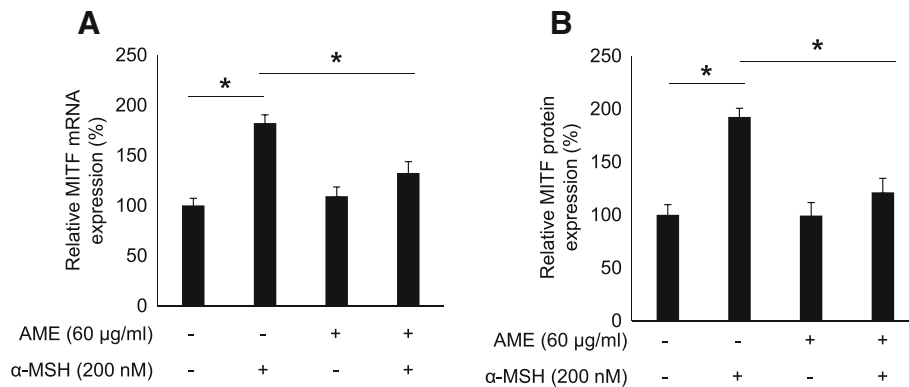 A
Relative MITF mRNA
expression (%)
250
200
150
100
50
0
*
*
AME (60 µg/ml) - - + +
α-MSH (200 nM) - + - +
B
Relative MITF protein
expression (%)
250
200
150
100
50
0
*
*
AME (60 µg/ml) - - + +
α-MSH (200 nM) - + - +